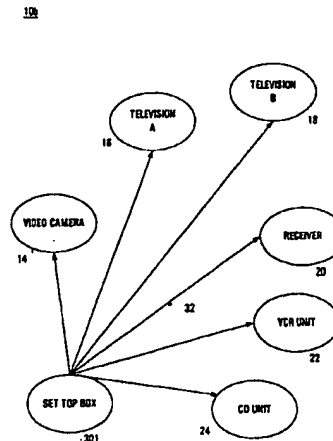 10b
TELEVISION
B
18
TELEVISION
A
16
VIDEO CAMERA
14
RECEIVER
20
32
VCR UNIT
22
SET TOP BOX
301
CD UNIT
24